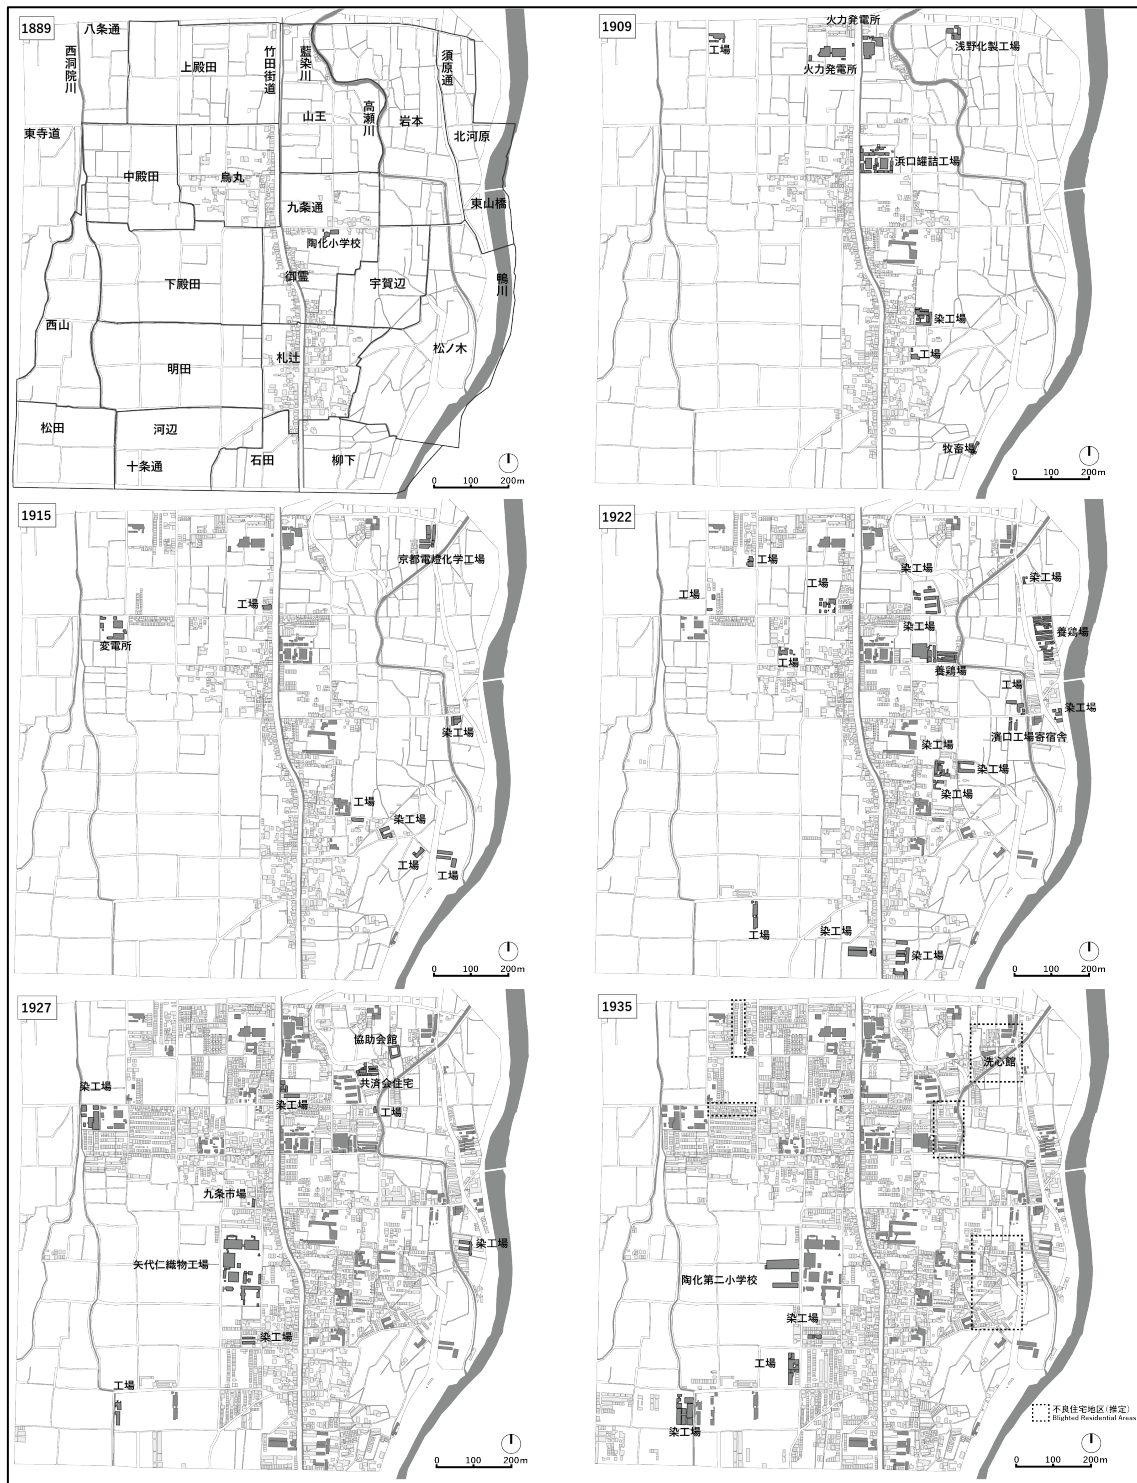 1889
八条通
西洞院川
上殿田
竹田街道
藍染川
須原通
山王
高瀬川
岩本
北河原
東寺道
中殿田
烏丸
九条通
東山橋
陶化小学校
下殿田
御霊
宇賀辺
鴨川
西山
松ノ木
札辻
明田
松田
河辺
十条通
石田
柳下
0 100 200m
1909
火力発電所
工場
火力発電所
浅野化製工場
浜口罐詰工場
染工場
工場
牧畜場
0 100 200m
1915
京都電燈化学工場
工場
変電所
染工場
工場
染工場
工場
工場
0 100 200m
1922
工場
染工場
工場
工場
染工場
染工場
養鶏場
工場
養鶏場
工場
染工場
濱口工場寄宿舎
染工場
染工場
染工場
工場
染工場
染工場
0 100 200m
1927
協助会館
共済会住宅
染工場
染工場
工場
九条市場
染工場
矢代仁織物工場
染工場
工場
0 100 200m
1935
洗心館
陶化第二小学校
染工場
工場
染工場
不良住宅地区(推定)
Blighted Residential Areas
0 100 200m